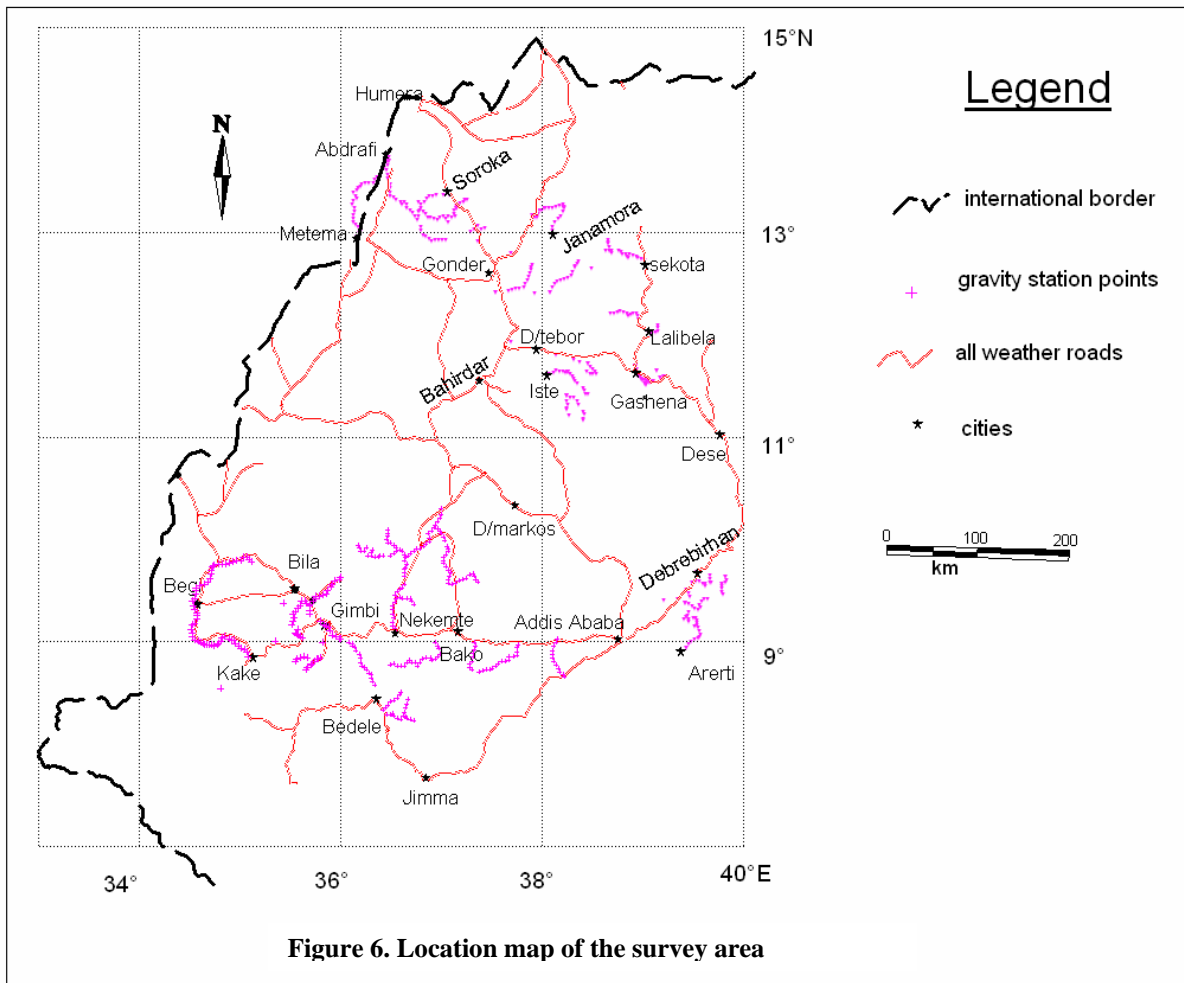 15°N
Legend
Humera
N
Abdrafi
Soroka
international border
Janamora
Metema
13°
Gonder
sekota
gravity station points
D/tebor
Lalibela
all weather roads
Bahirdar
Iste
Gashena
cities
11°
Dese
D/markos
0 100 200
km
Debrebirhan
Bila
Begi
Gimbi
Nekemte
Addis Ababa
Bako
9°
Kake
Arerti
Bedele
Jimma
34° 36° 38° 40°E
Figure 6. Location map of the survey area